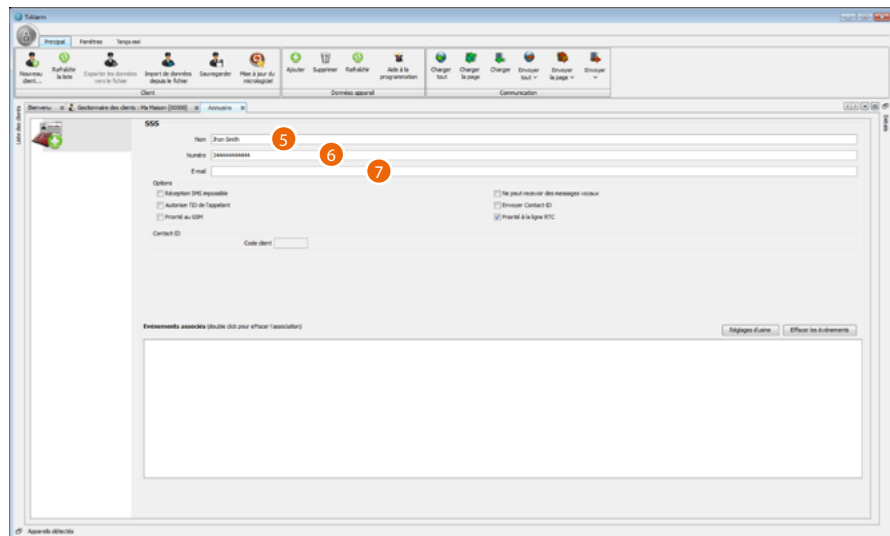 TiAlarm
Principal Fenêtres Temps réel
Nouveau client...
Rafraîchir la liste
Exporter les données vers le fichier
Import de données depuis le fichier
Sauvegarder
Mise à jour du micrologiciel
Ajouter
Supprimer
Rafraîchir
Aide à la programmation
Charger tout
Charger la page
Charger
Envoyer tout
Envoyer la page
Envoyer
Client
Données appareil
Communication
Liste des clients
Bienvenu
Gestionnaire des clients : Ma Maison [00000]
Annuaire
Détails
SSS
Nom Jhon Smith
5
Numéro
6
E-mail
7
Options
Réception SMS impossible
Ne peut recevoir des messages vocaux
Autoriser l'ID de l'appelant
Envoyer Contact-ID
Priorité au GSM
Priorité à la ligne RTC
Contact-ID
Code client
Evénements associés (double click pour effacer l'association)
Réglages d'usine
Effacer les événements
Appareils détectés